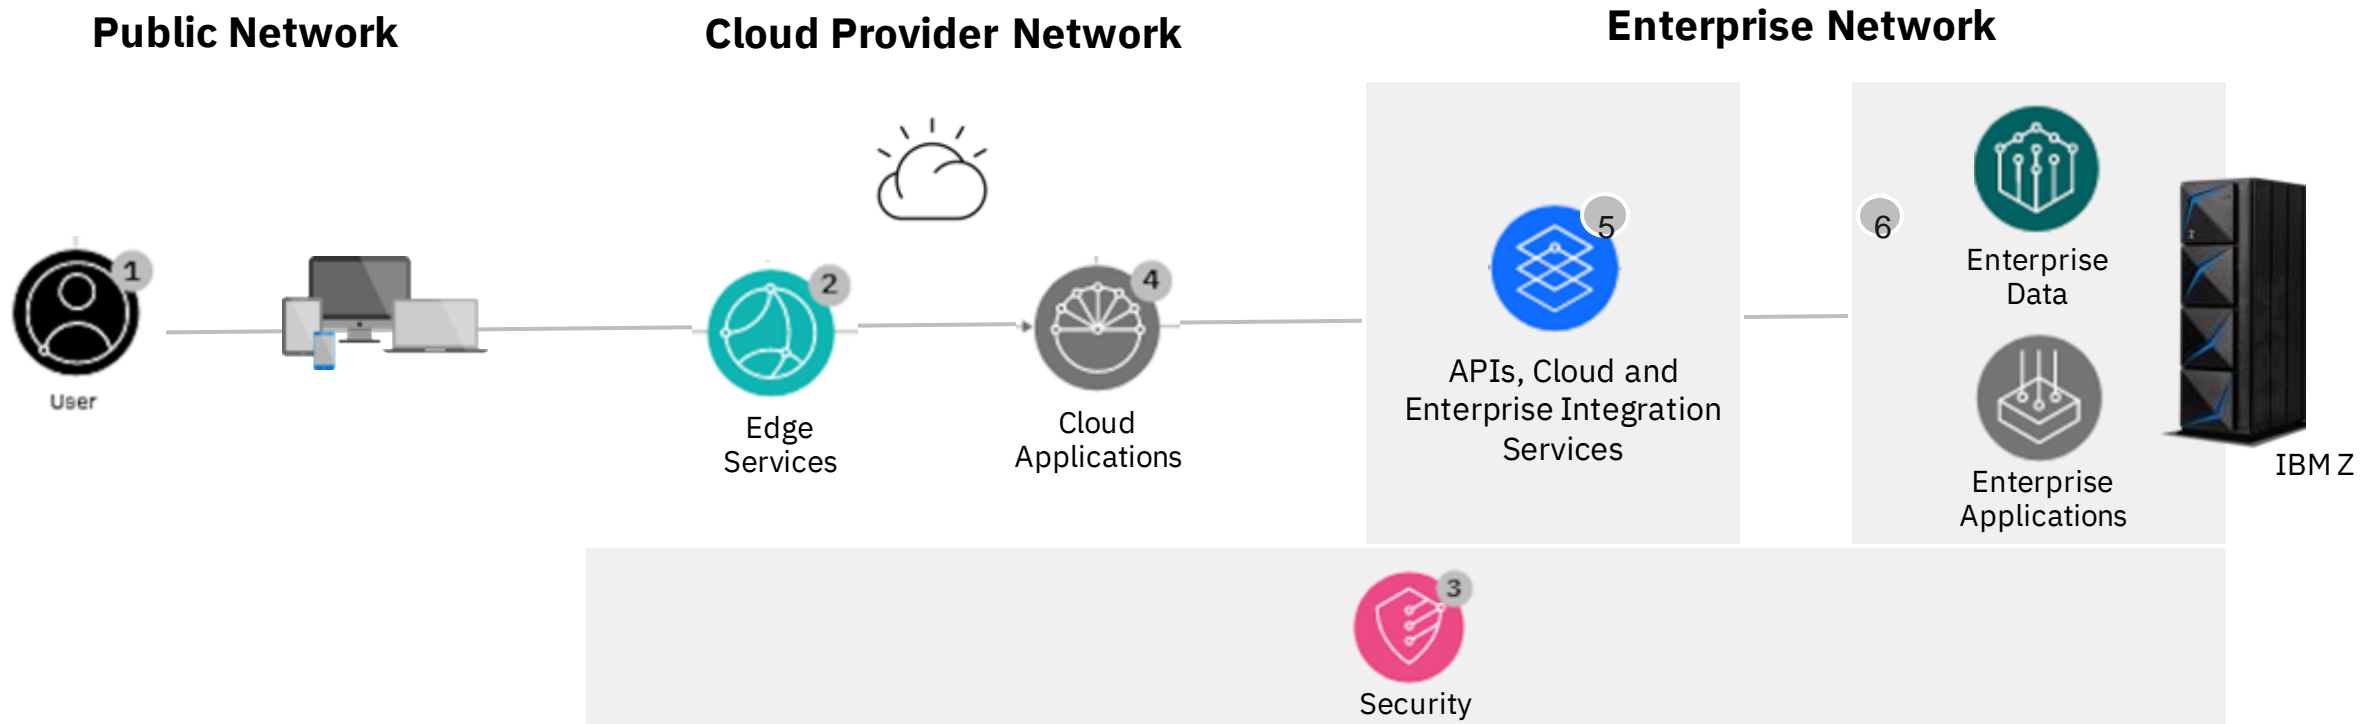 Public Network
Cloud Provider Network
Enterprise Network
1
User
2
Edge
Services
4
Cloud
Applications
5
APIs, Cloud and
Enterprise Integration
Services
6
Enterprise
Data
Enterprise
Applications
IBM Z
3
Security